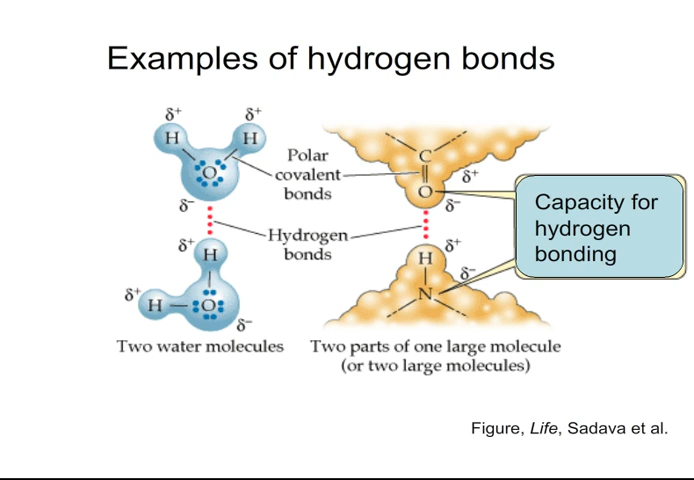 Examples of hydrogen bonds
δ+ δ+
H H
O
δ−
Polar
covalent
bonds
Hydrogen
bonds
δ+
H
δ+
H
O
δ−
Two water molecules
C
δ+
O
δ−
δ+
H
δ−
N
Two parts of one large molecule
(or two large molecules)
Capacity for
hydrogen
bonding
Figure, Life, Sadava et al.